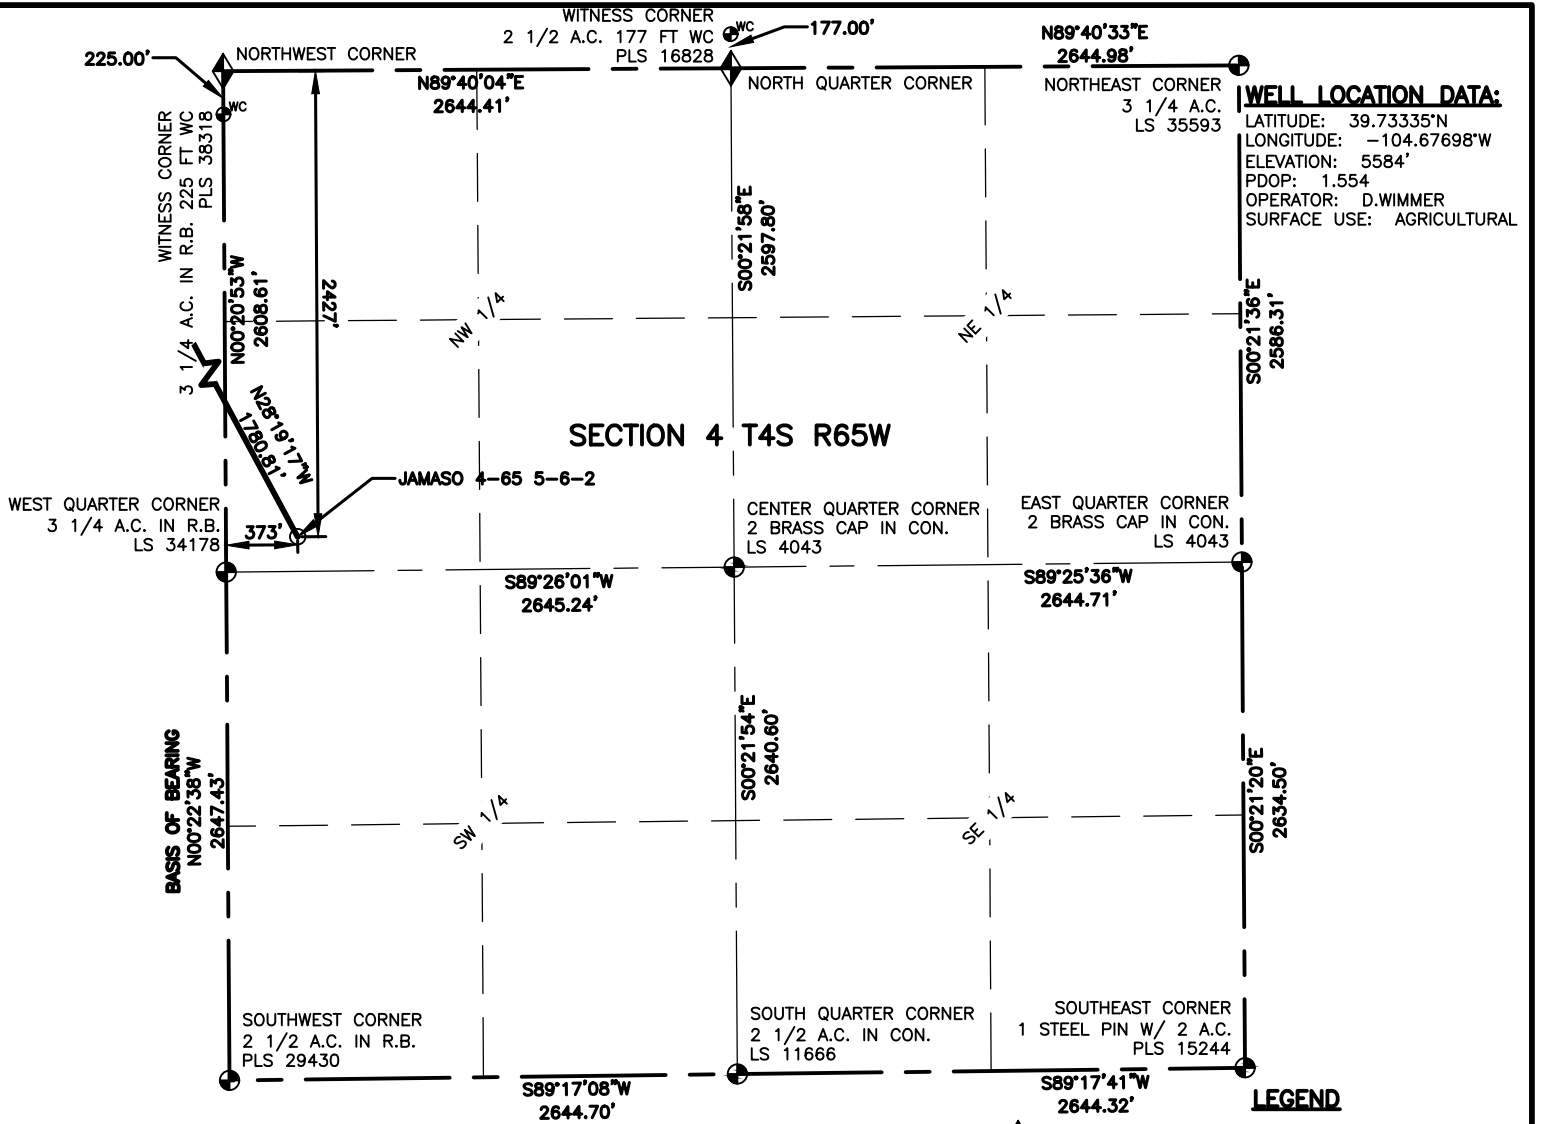 WITNESS CORNER
2 1/2 A.C. 177 FT WC
PLS 16828
WC
177.00'
N89°40'33"E
2644.98'
225.00'
NORTHWEST CORNER
N89°40'04"E
2644.41'
NORTH QUARTER CORNER
NORTHEAST CORNER
3 1/4 A.C.
LS 35593
WELL LOCATION DATA:
LATITUDE: 39.73335°N
LONGITUDE: -104.67698°W
ELEVATION: 5584'
PDOP: 1.554
OPERATOR: D.WIMMER
SURFACE USE: AGRICULTURAL
WC
WITNESS CORNER
3 1/4 A.C. IN R.B. 225 FT WC
PLS 38318
N00°20'53"W
2608.61'
2427'
S00°21'58"E
2597.80'
S00°21'36"E
2586.31'
NW 1/4
NE 1/4
N28°19'17"W
1780.81'
SECTION 4 T4S R65W
JAMASO 4-65 5-6-2
WEST QUARTER CORNER
3 1/4 A.C. IN R.B.
LS 34178
373'
CENTER QUARTER CORNER
2 BRASS CAP IN CON.
LS 4043
EAST QUARTER CORNER
2 BRASS CAP IN CON.
LS 4043
S89°26'01"W
2645.24'
S89°25'36"W
2644.71'
BASIS OF BEARING
N00°22'38"W
2647.43'
S00°21'54"E
2640.60'
S00°21'20"E
2634.50'
SW 1/4
SE 1/4
SOUTHWEST CORNER
2 1/2 A.C. IN R.B.
PLS 29430
SOUTH QUARTER CORNER
2 1/2 A.C. IN CON.
LS 11666
SOUTHEAST CORNER
1 STEEL PIN W/ 2 A.C.
PLS 15244
S89°17'08"W
2644.70'
S89°17'41"W
2644.32'
LEGEND